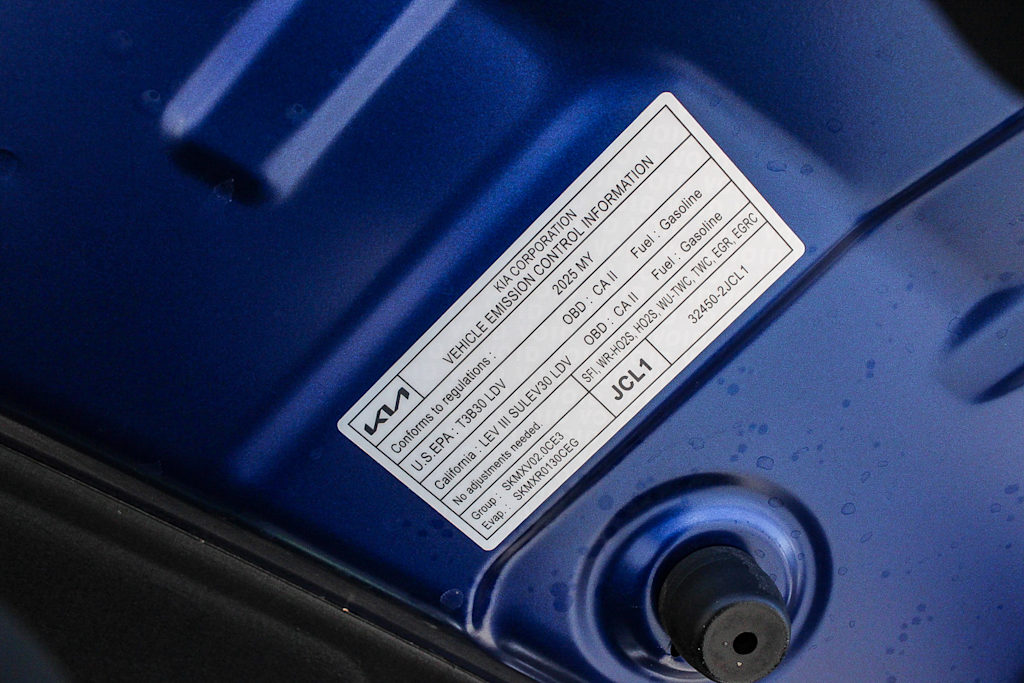 KIA
KIA CORPORATION
VEHICLE EMISSION CONTROL INFORMATION
Conforms to regulations : 2025 MY
U.S.EPA : T3B30 LDV OBD : CA II Fuel : Gasoline
California : LEV III SULEV30 LDV OBD : CA II Fuel : Gasoline
No adjustments needed. SFI, WR-HO2S, HO2S, WU-TWC, TWC, EGR, EGRC
Group : SKMXV02.0CE3
Evap. : SKMXR0130CEG
JCL1
32450-2JCL1